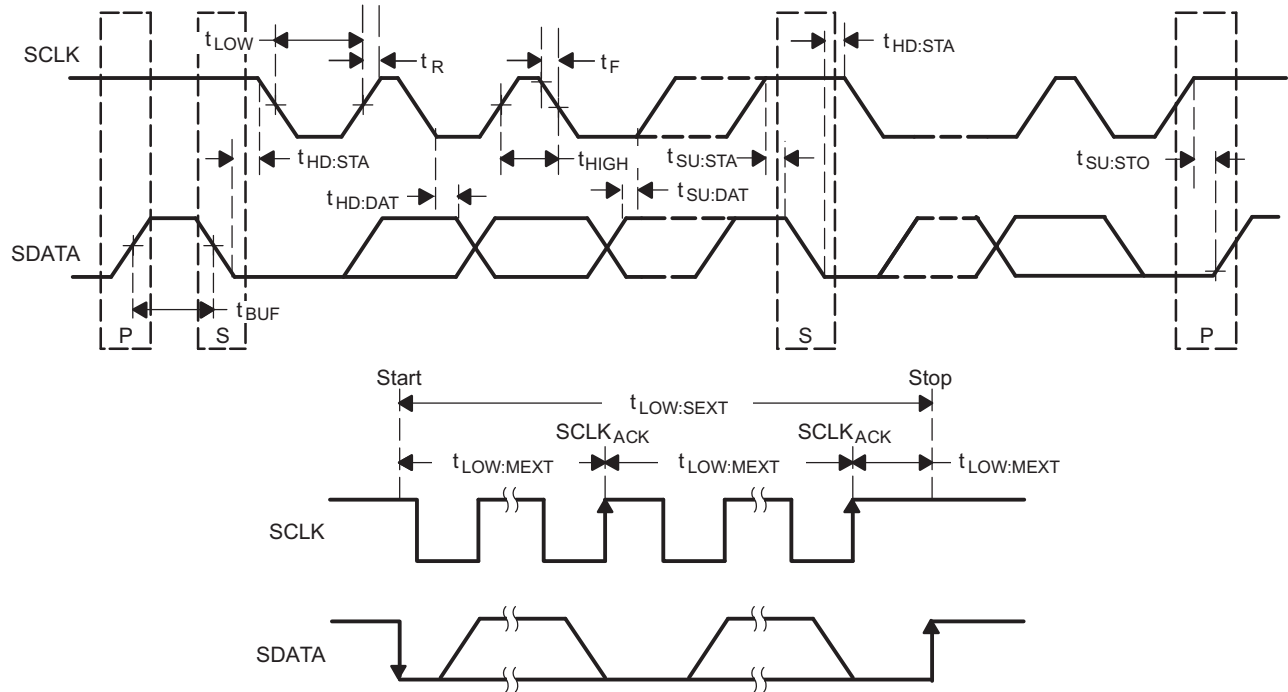 SCLK
tLOW
tR
tF
tHD:STA
tHD:STA
tHIGH
tSU:STA
tSU:STO
tHD:DAT
tSU:DAT
SDATA
tBUF
P
S
S
P
Start
Stop
tLOW:SEXT
SCLKACK
SCLKACK
tLOW:MEXT
tLOW:MEXT
tLOW:MEXT
SCLK
SDATA